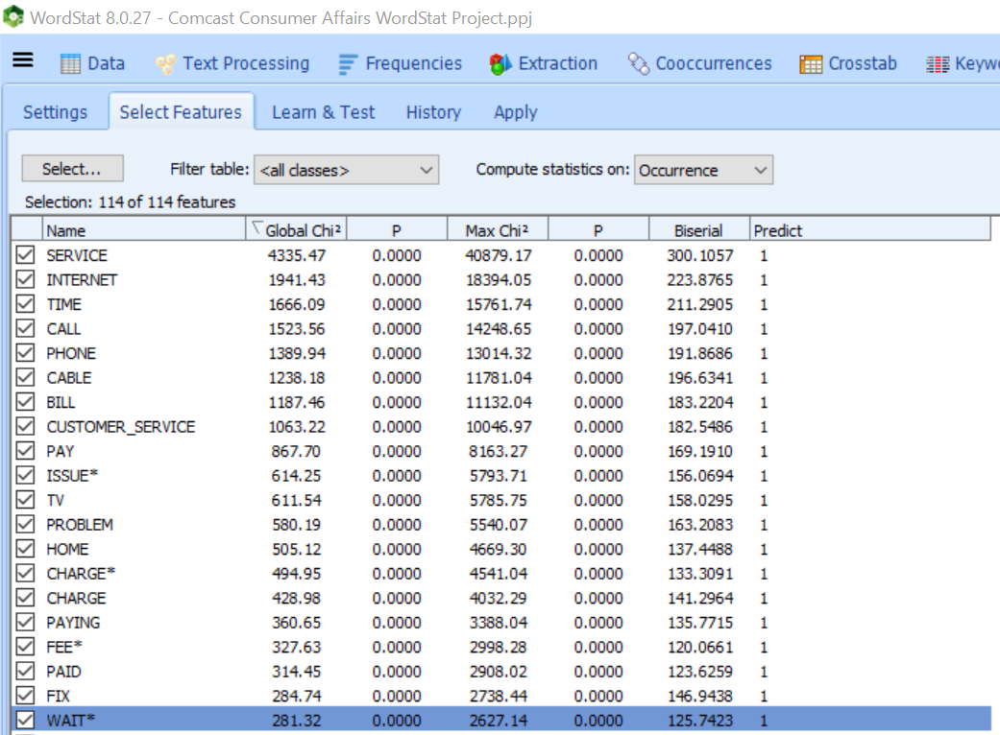 WordStat 8.0.27 - Comcast Consumer Affairs WordStat Project.ppj
Data Text Processing Frequencies Extraction Cooccurrences Crosstab Keyw
Settings Select Features Learn & Test History Apply
Select... Filter table: <all classes> Compute statistics on: Occurrence
Selection: 114 of 114 features
Name Global Chi² P Max Chi² P Biserial Predict
SERVICE 4335.47 0.0000 40879.17 0.0000 300.1057 1
INTERNET 1941.43 0.0000 18394.05 0.0000 223.8765 1
TIME 1666.09 0.0000 15761.74 0.0000 211.2905 1
CALL 1523.56 0.0000 14248.65 0.0000 197.0410 1
PHONE 1389.94 0.0000 13014.32 0.0000 191.8686 1
CABLE 1238.18 0.0000 11781.04 0.0000 196.6341 1
BILL 1187.46 0.0000 11132.04 0.0000 183.2204 1
CUSTOMER_SERVICE 1063.22 0.0000 10046.97 0.0000 182.5486 1
PAY 867.70 0.0000 8163.27 0.0000 169.1910 1
ISSUE* 614.25 0.0000 5793.71 0.0000 156.0694 1
TV 611.54 0.0000 5785.75 0.0000 158.0295 1
PROBLEM 580.19 0.0000 5540.07 0.0000 163.2083 1
HOME 505.12 0.0000 4669.30 0.0000 137.4488 1
CHARGE* 494.95 0.0000 4541.04 0.0000 133.3091 1
CHARGE 428.98 0.0000 4032.29 0.0000 141.2964 1
PAYING 360.65 0.0000 3388.04 0.0000 135.7715 1
FEE* 327.63 0.0000 2998.28 0.0000 120.0661 1
PAID 314.45 0.0000 2908.02 0.0000 123.6259 1
FIX 284.74 0.0000 2738.44 0.0000 146.9438 1
WAIT* 281.32 0.0000 2627.14 0.0000 125.7423 1